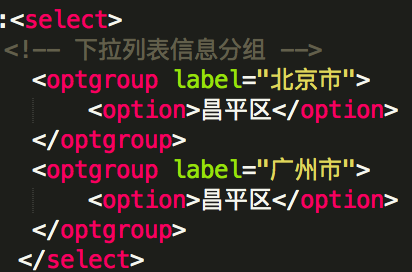 :<select>
<!-- 下拉列表信息分组 -->
<optgroup label="北京市">
<option>昌平区</option>
</optgroup>
<optgroup label="广州市">
<option>昌平区</option>
</optgroup>
</select>